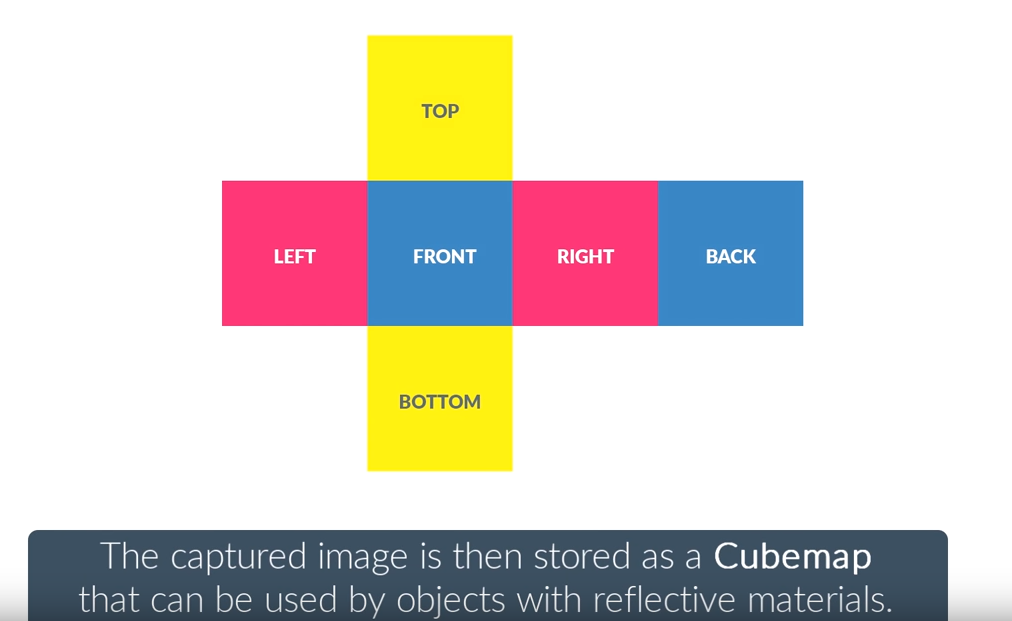 TOP
LEFT FRONT RIGHT BACK
BOTTOM
The captured image is then stored as a Cubemap
that can be used by objects with reflective materials.